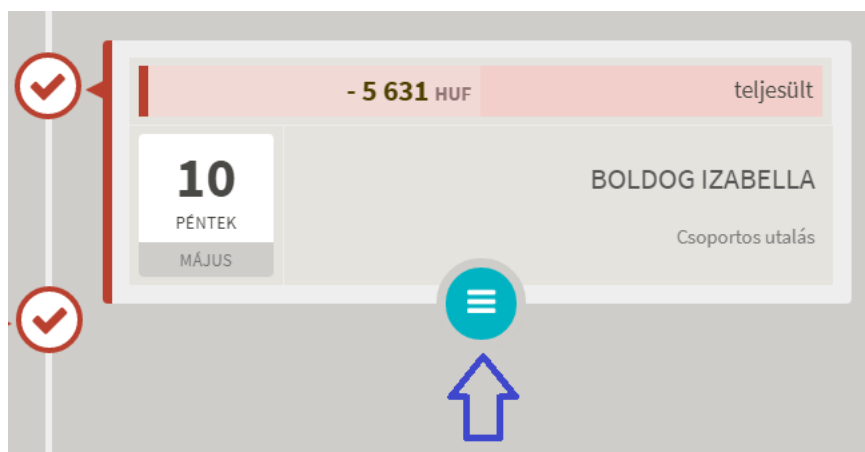 - 5 631 HUF
teljesült
10
PÉNTEK
MÁJUS
BOLDOG IZABELLA
Csoportos utalás